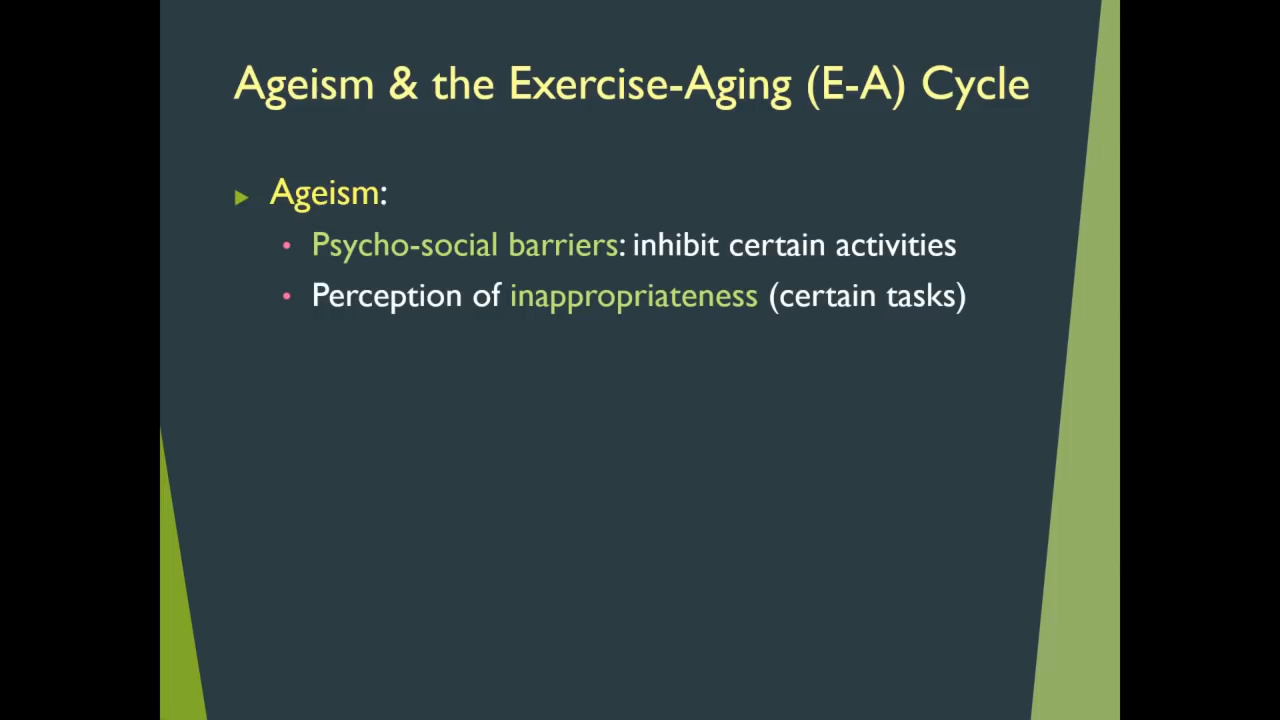 Ageism & the Exercise-Aging (E-A) Cycle
Ageism:
• Psycho-social barriers: inhibit certain activities
• Perception of inappropriateness (certain tasks)